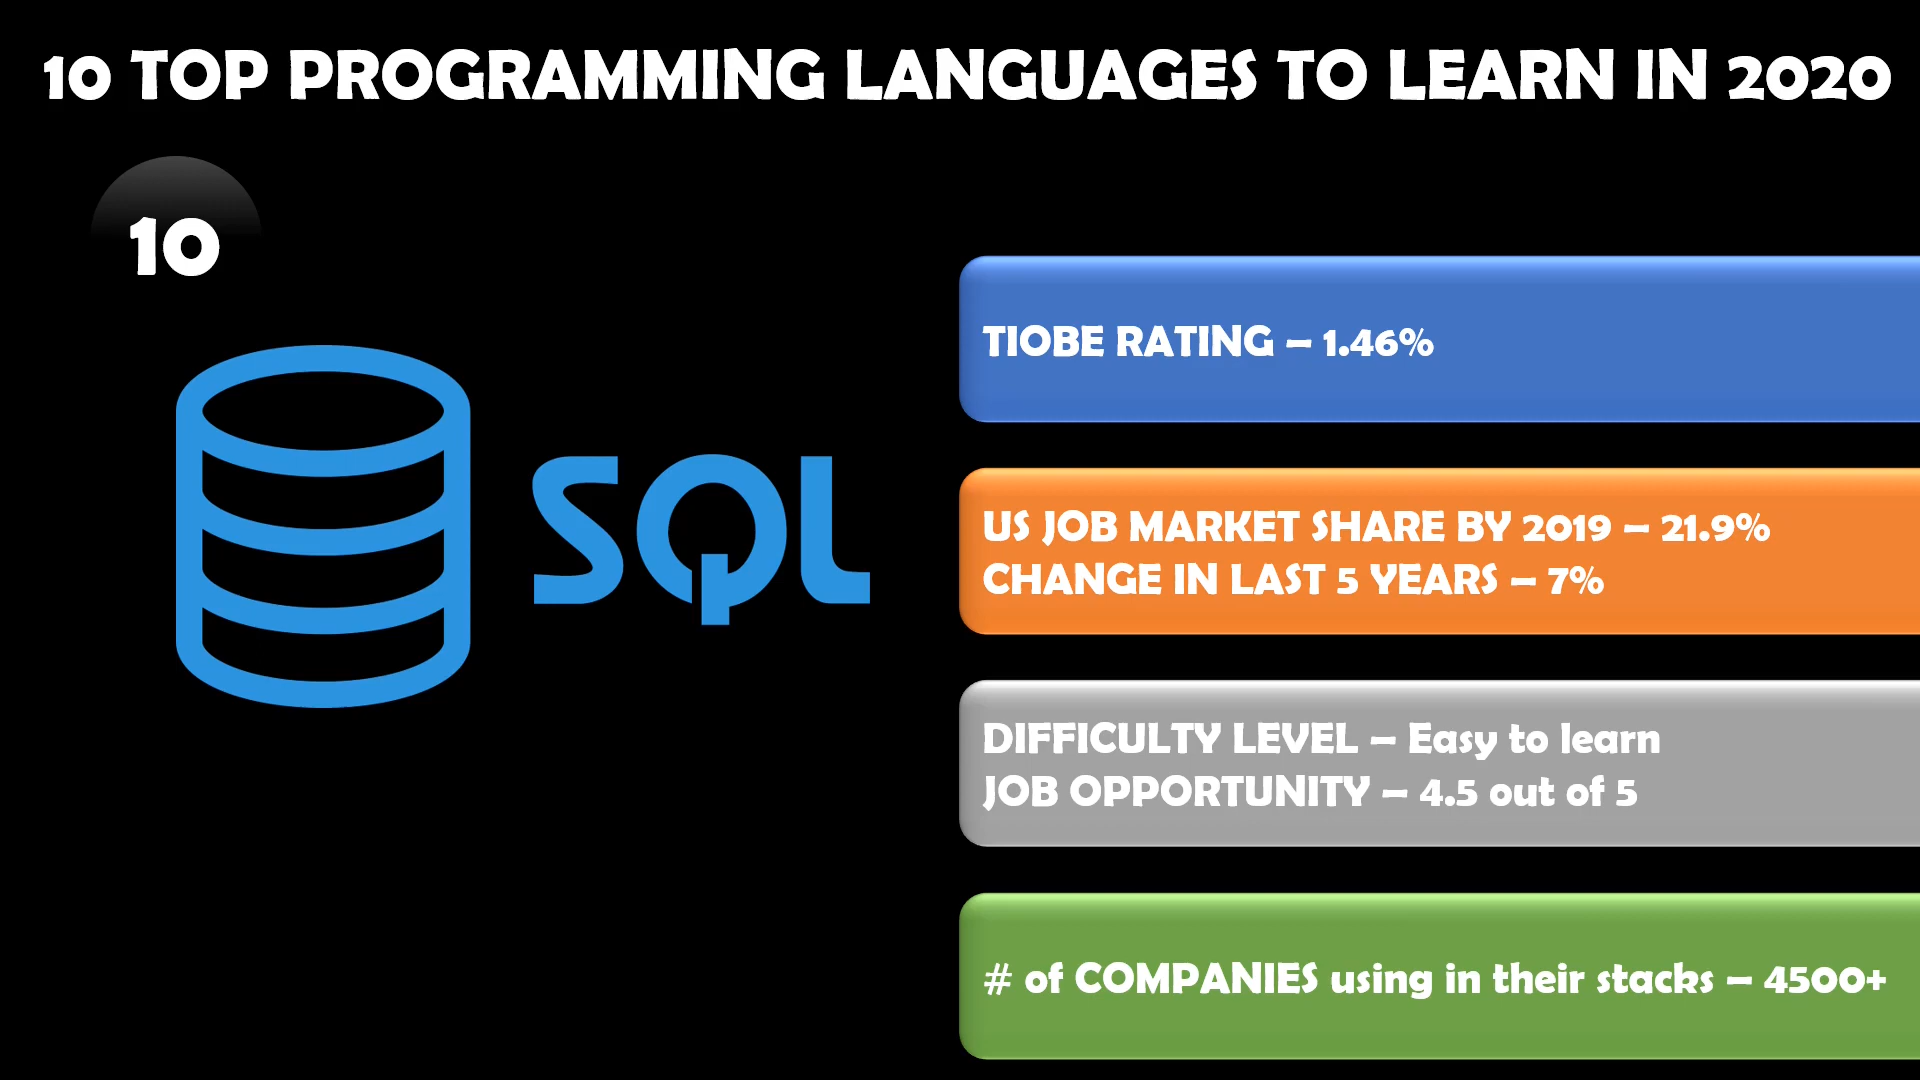 10 TOP PROGRAMMING LANGUAGES TO LEARN IN 2020
10
SQL
TIOBE RATING – 1.46%
US JOB MARKET SHARE BY 2019 – 21.9%
CHANGE IN LAST 5 YEARS – 7%
DIFFICULTY LEVEL – Easy to learn
JOB OPPORTUNITY – 4.5 out of 5
# of COMPANIES using in their stacks – 4500+